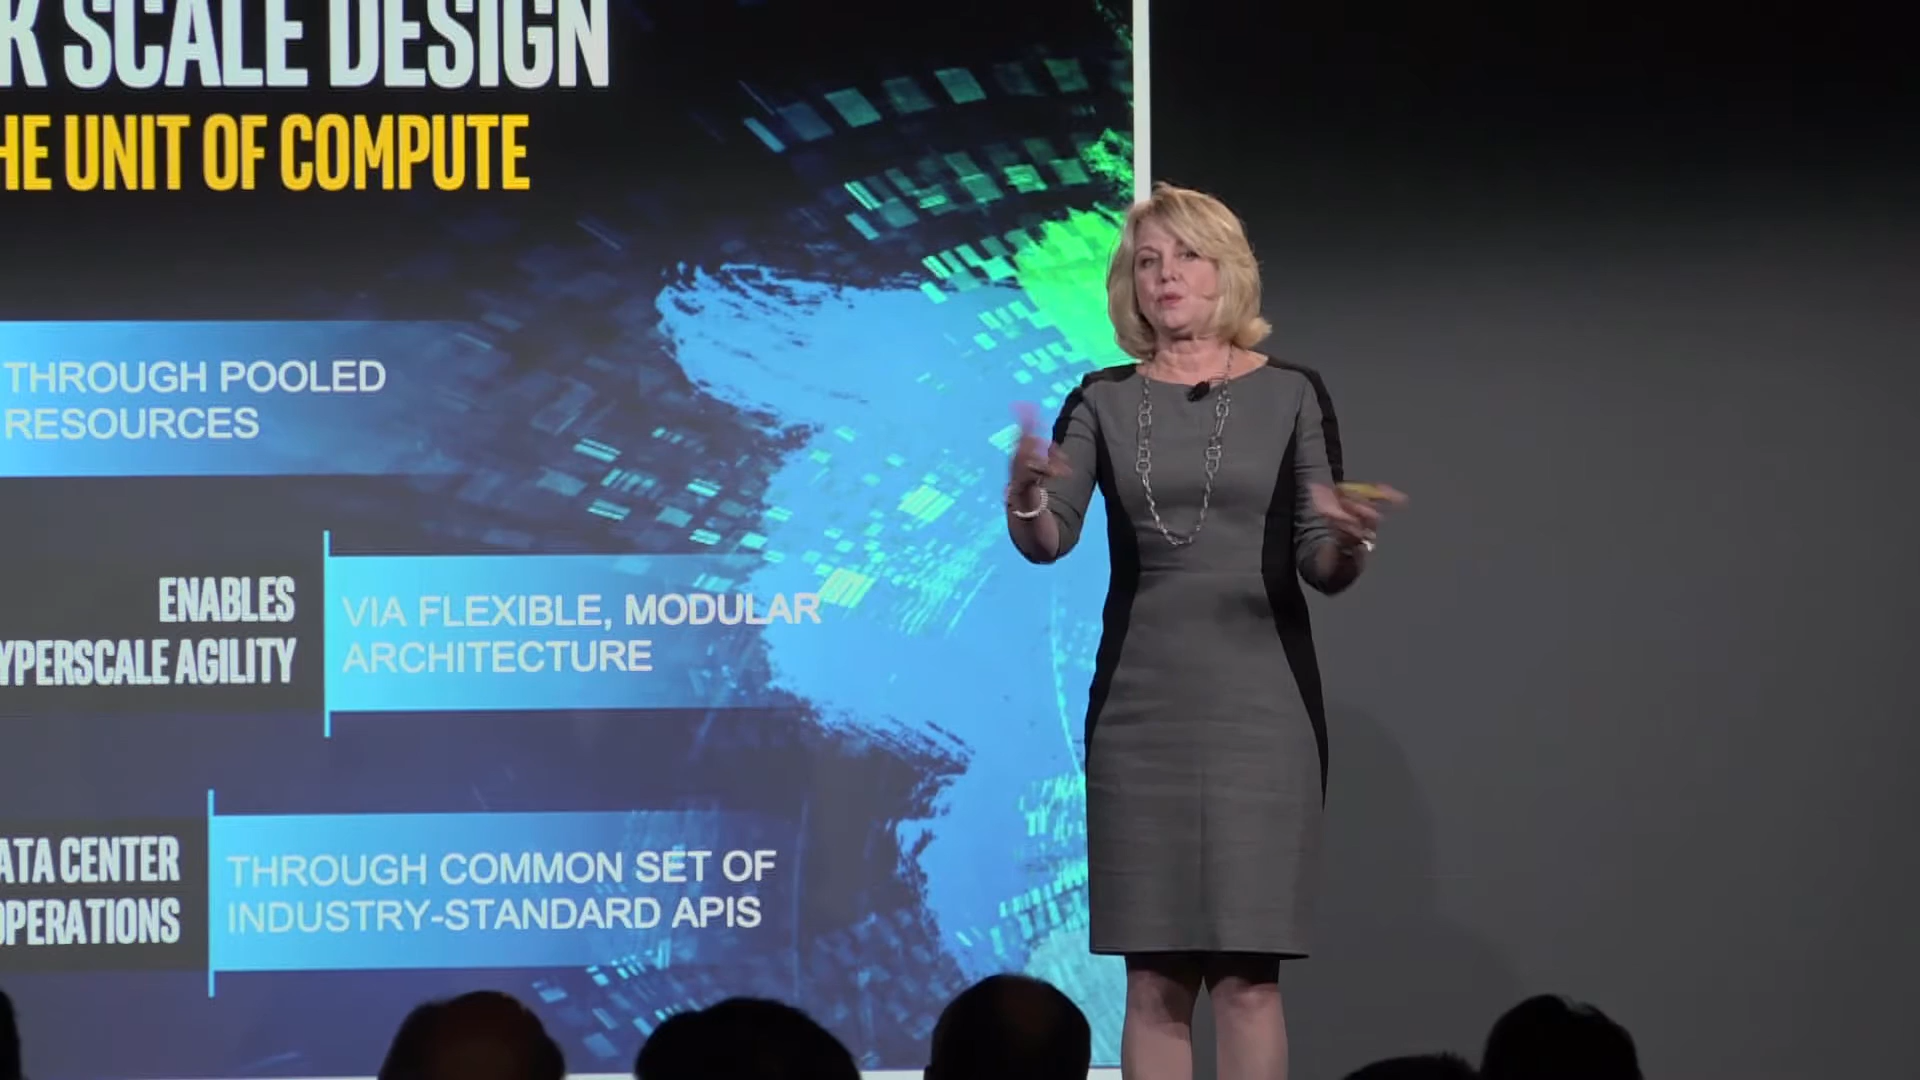 SCALE DESIGN
UNIT OF COMPUTE
THROUGH POOLED
RESOURCES
ENABLES
YPERSCALE AGILITY
VIA FLEXIBLE, MODULAR
ARCHITECTURE
ATA CENTER
OPERATIONS
THROUGH COMMON SET OF
INDUSTRY-STANDARD APIS